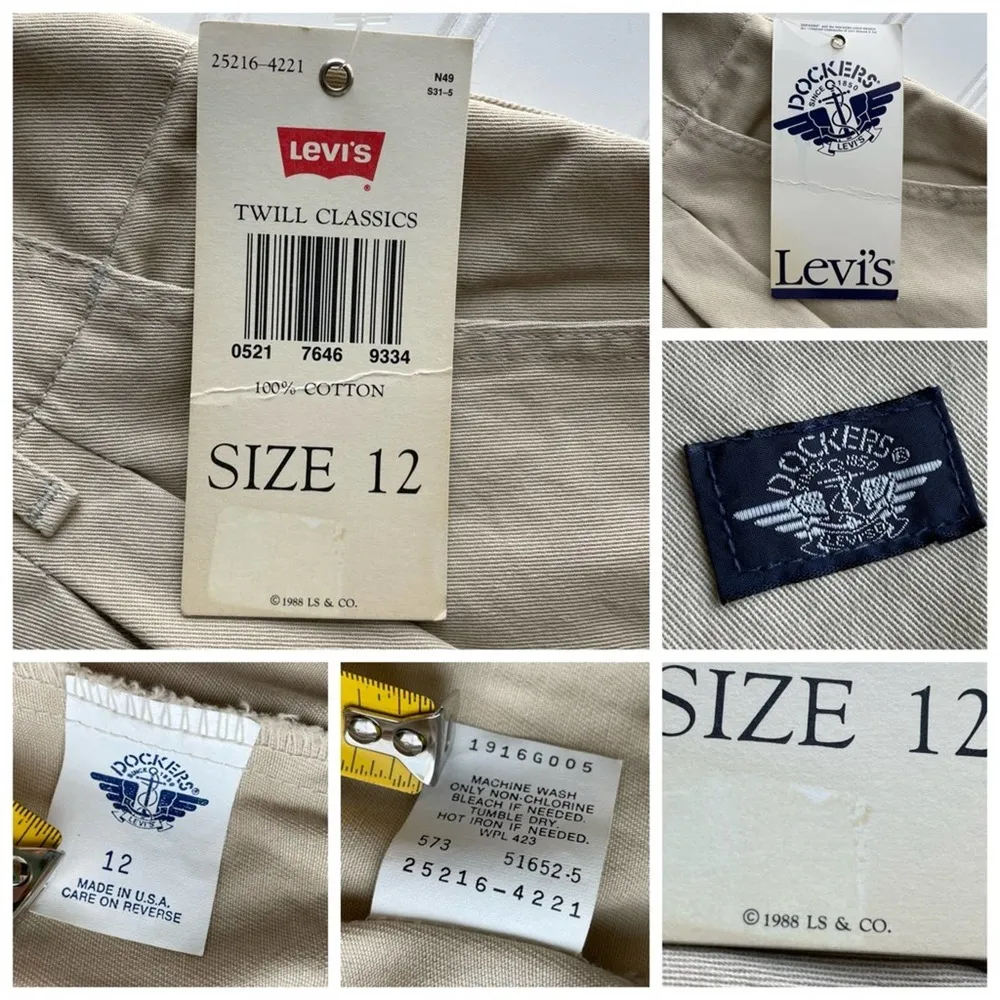 25216-4221
N49
S31-5
LEVI'S
®
TWILL CLASSICS
0521 7646 9334
100% COTTON
SIZE 12
© 1988 LS & CO.
DOCKERS
SINCE 1850
LEVI'S
Levi's
DOCKERS®
SINCE 1850
LEVI'S®
DOCKERS®
SINCE 1850
LEVI'S
12
MADE IN U.S.A.
CARE ON REVERSE
1916G005
MACHINE WASH
ONLY NON-CHLORINE
BLEACH IF NEEDED.
TUMBLE DRY.
HOT IRON IF NEEDED.
WPL 423
573 51652-5
25216-4221
SIZE 12
© 1988 LS & CO.